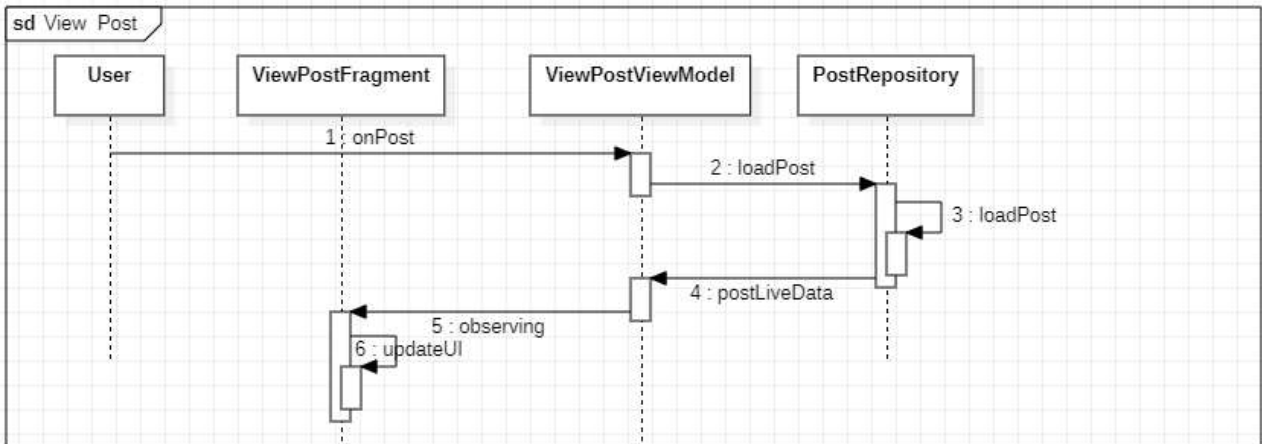 sd View Post
User
ViewPostFragment
ViewPostViewModel
PostRepository
1 : onPost
2 : loadPost
3 : loadPost
4 : postLiveData
5 : observing
6 : updateUI